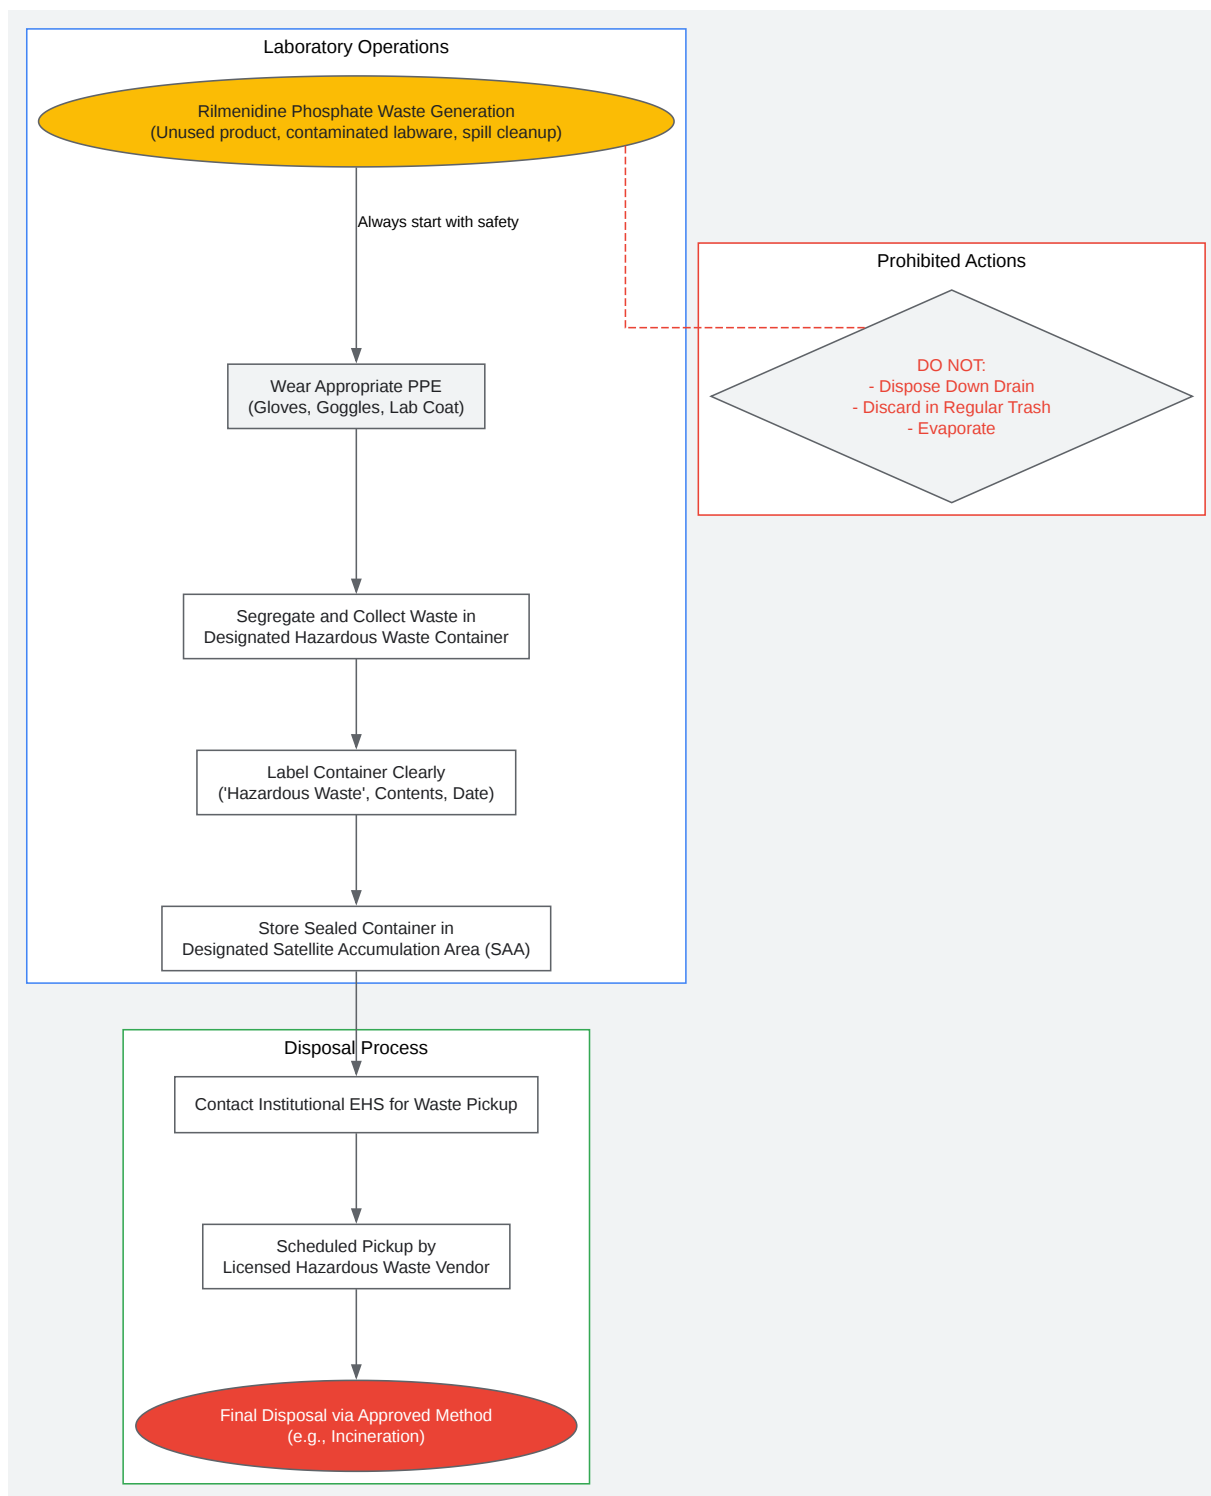 Laboratory Operations
Rilmenidine Phosphate Waste Generation
(Unused product, contaminated labware, spill cleanup)
Always start with safety
Prohibited Actions
DO NOT:
- Dispose Down Drain
- Discard in Regular Trash
- Evaporate
Wear Appropriate PPE
(Gloves, Goggles, Lab Coat)
Segregate and Collect Waste in
Designated Hazardous Waste Container
Label Container Clearly
('Hazardous Waste', Contents, Date)
Store Sealed Container in
Designated Satellite Accumulation Area (SAA)
Disposal Process
Contact Institutional EHS for Waste Pickup
Scheduled Pickup by
Licensed Hazardous Waste Vendor
Final Disposal via Approved Method
(e.g., Incineration)